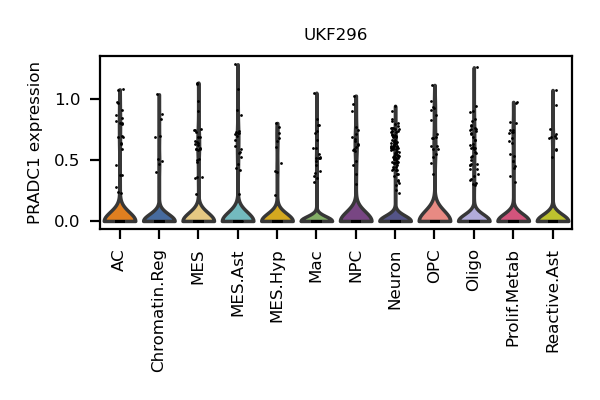 UKF296
PRADC1 expression
1.0
0.5
0.0
AC
Chromatin.Reg
MES
MES.Ast
MES.Hyp
Mac
NPC
Neuron
OPC
Oligo
Prolif.Metab
Reactive.Ast